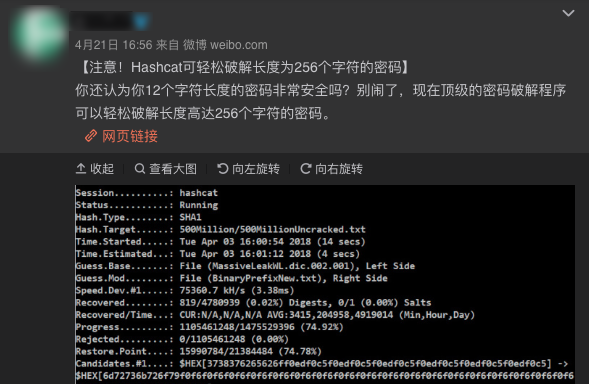 4月21日 16:56 来自 微博 weibo.com
【注意！Hashcat可轻松破解长度为256个字符的密码】
你还认为你12个字符长度的密码非常安全吗？别闹了，现在顶级的密码破解程序
可以轻松破解长度高达256个字符的密码。
网页链接
收起 查看大图 向左旋转 向右旋转
Session..........: hashcat
Status...........: Running
Hash.Type........: SHA1
Hash.Target......: 500Million/500MillionUncracked.txt
Time.Started.....: Tue Apr 03 16:00:54 2018 (14 secs)
Time.Estimated...: Tue Apr 03 16:01:12 2018 (4 secs)
Guess.Base.......: File (MassiveLeakWL.dic.002.001), Left Side
Guess.Mod........: File (BinaryPrefixNew.txt), Right Side
Speed.Dev.#1.....: 75360.7 kH/s (3.38ms)
Recovered........: 819/4780939 (0.02%) Digests, 0/1 (0.00%) Salts
Recovered/Time...: CUR:N/A,N/A,N/A AVG:3415,204958,4919014 (Min,Hour,Day)
Progress.........: 1105461248/1475529396 (74.92%)
Rejected.........: 0/1105461248 (0.00%)
Restore.Point....: 15990784/21384484 (74.78%)
Candidates.#1....: $HEX[3738376265626ff0edf0c5f0edf0c5f0edf0c5f0edf0c5f0edf0c5] ->
$HEX[6d72736b726f79f0f6f0f6f0f6f0f6f0f6f0f6f0f6f0f6f0f6f0f6f0f6f0f6f0f6f0f6